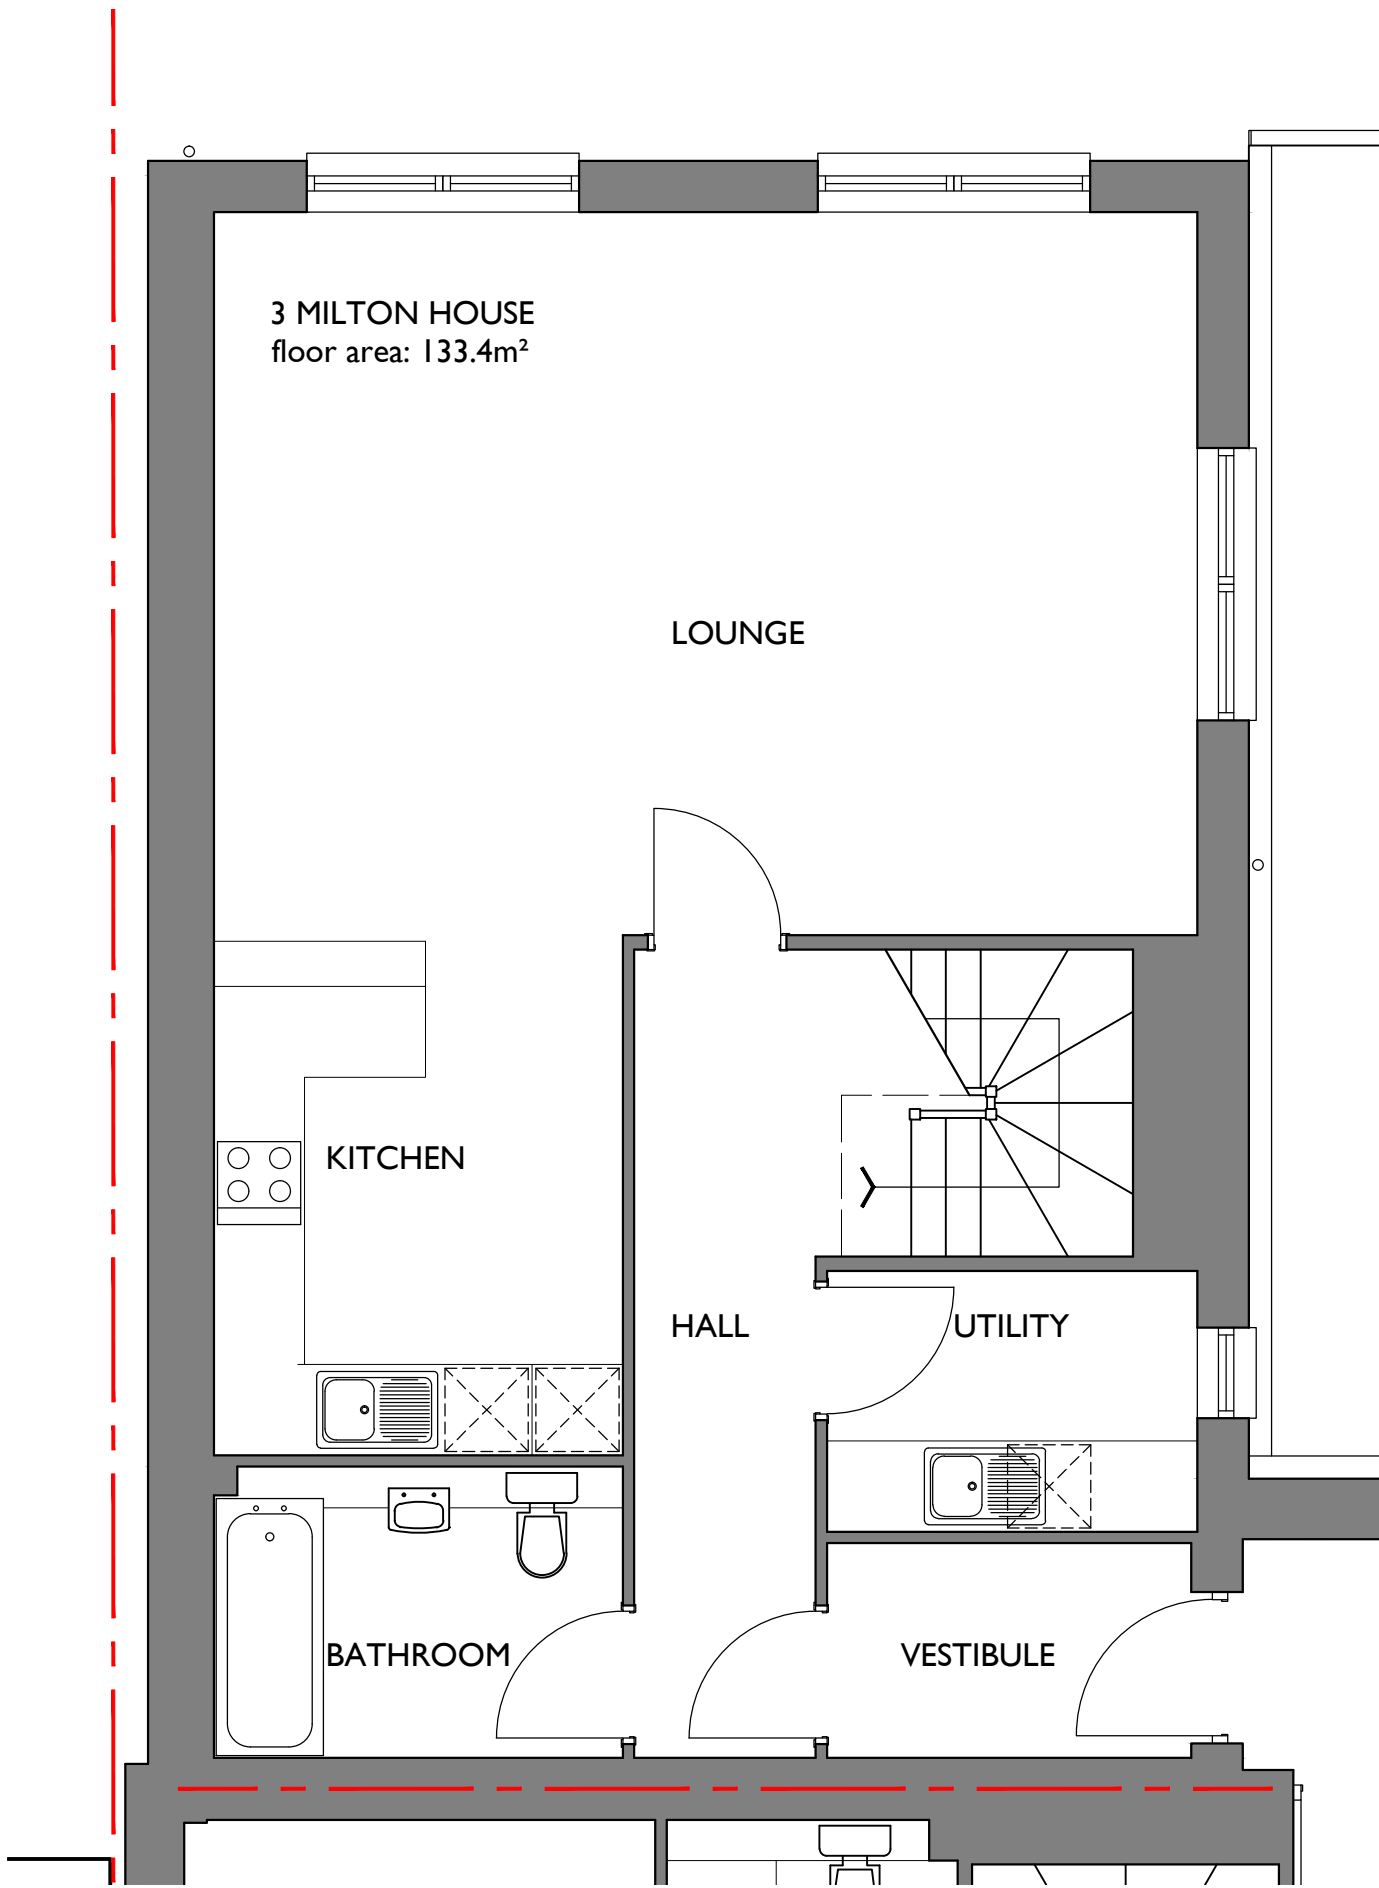 3 MILTON HOUSE
floor area: 133.4m²
LOUNGE
KITCHEN
HALL
UTILITY
BATHROOM
VESTIBULE